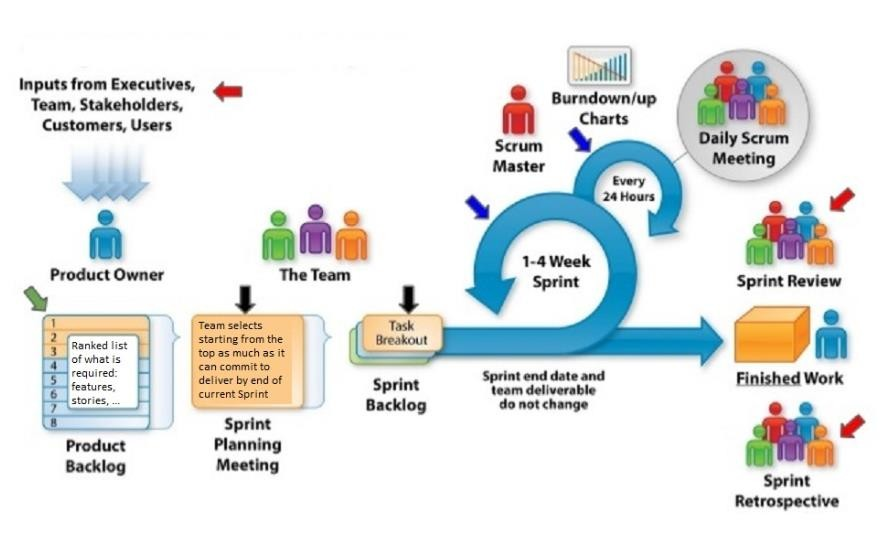 Inputs from Executives,
Team, Stakeholders,
Customers, Users
Product Owner
The Team
Scrum
Master
Burndown/up
Charts
Daily Scrum
Meeting
Every
24 Hours
1-4 Week
Sprint
Sprint Review
1
2
3
4
5
6
7
8
Ranked list
of what is
required:
features,
stories, ...
Product
Backlog
Team selects
starting from the
top as much as it
can commit to
deliver by end of
current Sprint
Sprint
Planning
Meeting
Task
Breakout
Sprint
Backlog
Sprint end date and
team deliverable
do not change
Finished Work
Sprint
Retrospective